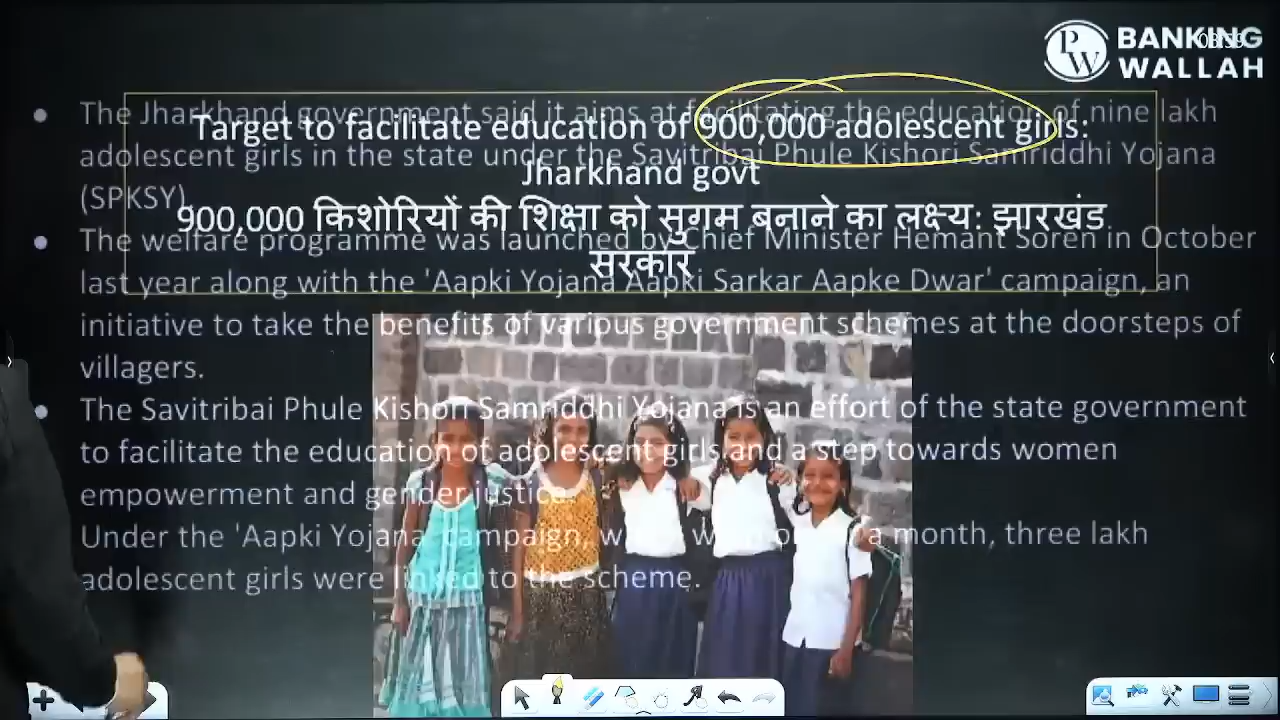 PW BANKING
WALLAH
Target to facilitate education of 900,000 adolescent girls:
Jharkhand govt
900,000 किशोरियों की शिक्षा को सुगम बनाने का लक्ष्य: झारखंड
सरकार
The Jharkhand government said it aims at facilitating the education of nine lakh
adolescent girls in the state under the Savitribai Phule Kishori Samriddhi Yojana
(SPKSY)
The welfare programme was launched by Chief Minister Hemant Soren in October
last year along with the 'Aapki Yojana Aapki Sarkar Aapke Dwar' campaign, an
initiative to take the benefits of various government schemes at the doorsteps of
villagers.
The Savitribai Phule Kishori Samriddhi Yojana is an effort of the state government
to facilitate the education of adolescent girls and a step towards women
empowerment and gender justice.
Under the 'Aapki Yojana' campaign, a month, three lakh
adolescent girls were linked to the scheme.